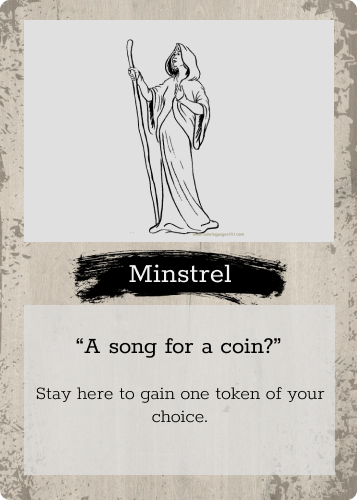 Minstrel
“A song for a coin?”
Stay here to gain one token of your
choice.